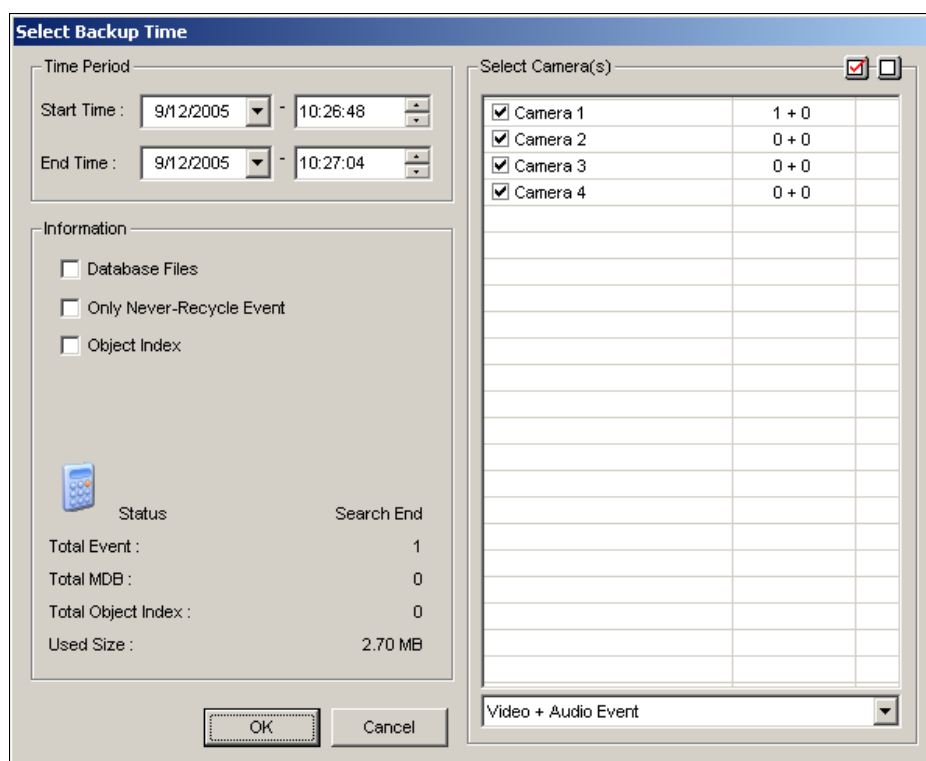 Select Backup Time
Time Period
Start Time : 9/12/2005 - 10:26:48
End Time : 9/12/2005 - 10:27:04
Information
Database Files
Only Never-Recycle Event
Object Index
Status Search End
Total Event : 1
Total MDB : 0
Total Object Index : 0
Used Size : 2.70 MB
OK Cancel
Select Camera(s)
Camera 1 1 + 0
Camera 2 0 + 0
Camera 3 0 + 0
Camera 4 0 + 0
Video + Audio Event